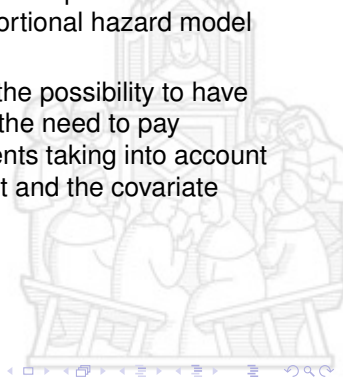 ortional hazard model
the possibility to have
the need to pay
ents taking into account
t and the covariate